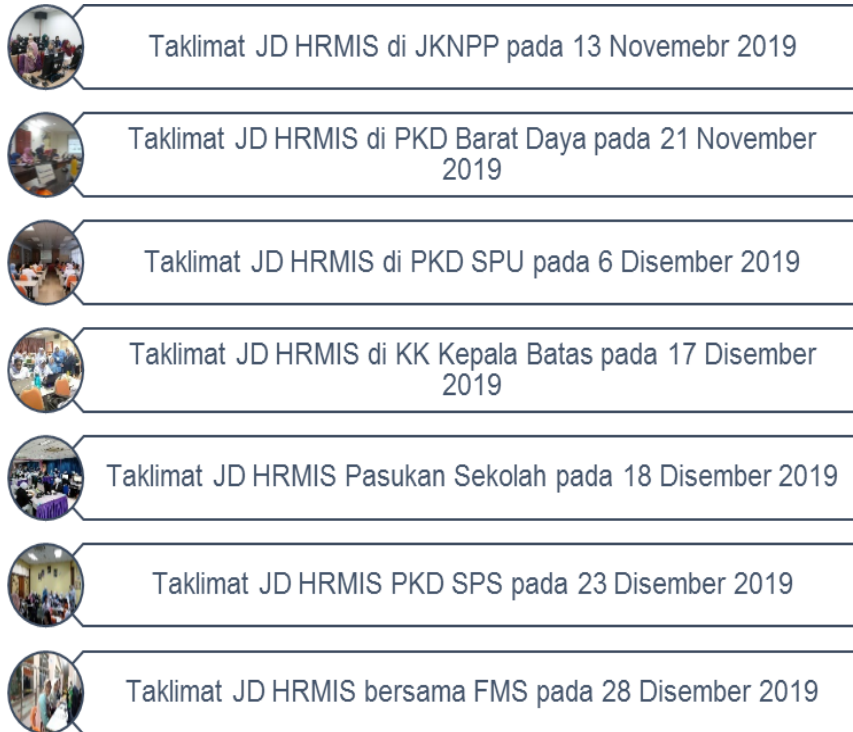 Taklimat JD HRMIS di JKNPP pada 13 Novemebr 2019
Taklimat JD HRMIS di PKD Barat Daya pada 21 November
2019
Taklimat JD HRMIS di PKD SPU pada 6 Disember 2019
Taklimat JD HRMIS di KK Kepala Batas pada 17 Disember
2019
Taklimat JD HRMIS Pasukan Sekolah pada 18 Disember 2019
Taklimat JD HRMIS PKD SPS pada 23 Disember 2019
Taklimat JD HRMIS bersama FMS pada 28 Disember 2019